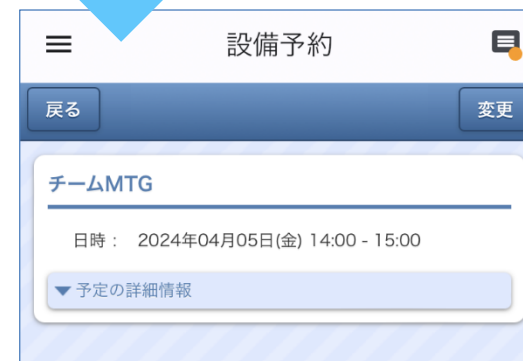 設備予約
戻る
変更
チームMTG
日時： 2024年04月05日(金) 14:00 - 15:00
▼予定の詳細情報